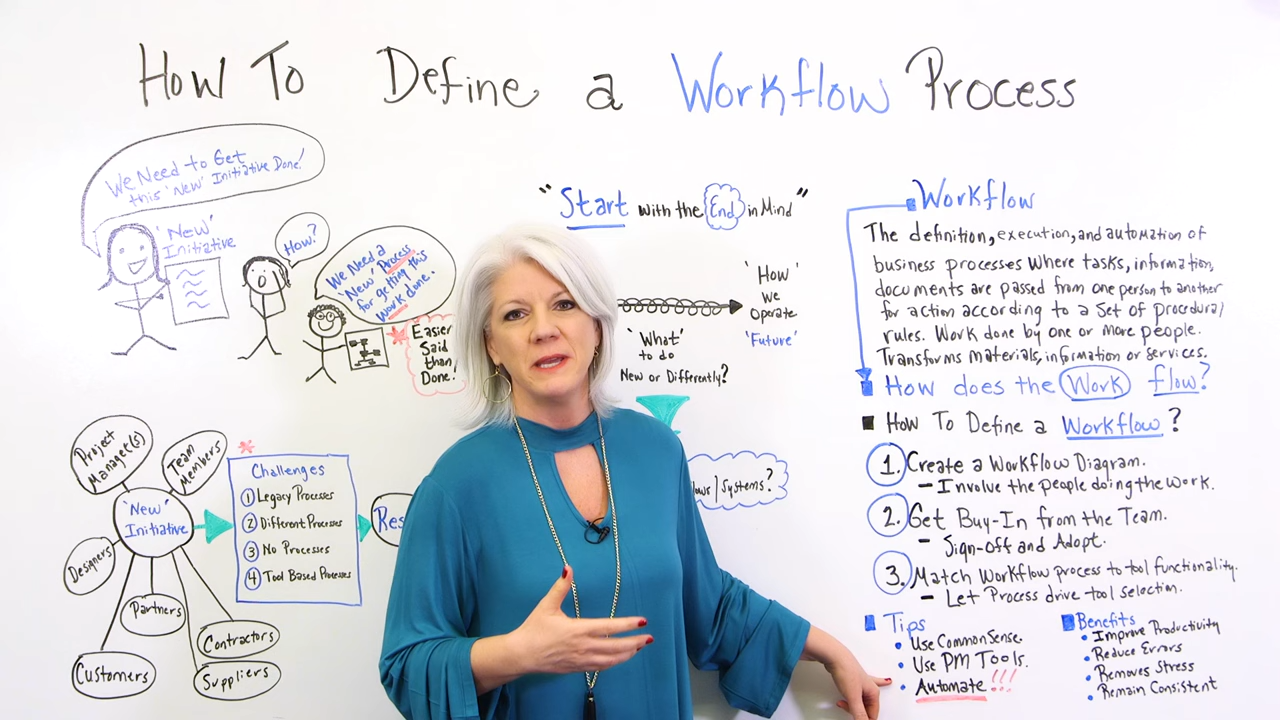 How To Define a Workflow Process
We Need to Get
this 'New' Initiative Done!
'New'
Initiative
How?
We Need a
'New' Process
for getting this
work done.
Easier
Said
than
Done!
"Start with the End in Mind"
'How'
we
operate
'Future'
'What'
to do
New or Differently?
Systems?
Project
Manager(s)
Team
Members
'New'
Initiative
Designers
Partners
Contractors
Customers
Suppliers
Challenges
1 Legacy Processes
2 Different Processes
3 No Processes
4 Tool Based Processes
Workflow
The definition, execution, and automation of
business processes where tasks, information,
documents are passed from one person to another
for action according to a set of procedural
rules. Work done by one or more people.
Transforms materials, information or services.
How does the Work flow?
How To Define a Workflow?
1. Create a Workflow Diagram.
- Involve the people doing the work.
2. Get Buy-In from the Team.
- Sign-off and Adopt.
3. Match Workflow process to tool functionality.
- Let Process drive tool selection.
Tips
• Use Common Sense.
• Use PM Tools.
• Automate!!!
Benefits
• Improve Productivity
• Reduce Errors
• Removes Stress
• Remain Consistent